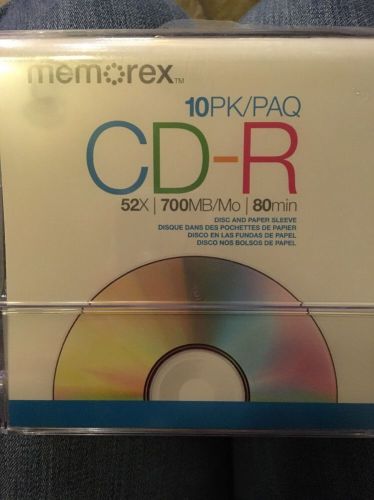 memorex™
10PK/PAQ
CD-R
52X | 700MB/Mo | 80min
DISC AND PAPER SLEEVE
DISQUE DANS DES POCHETTES DE PAPIER
DISCO EN LAS FUNDAS DE PAPEL
DISCO NOS BOLSOS DE PAPEL